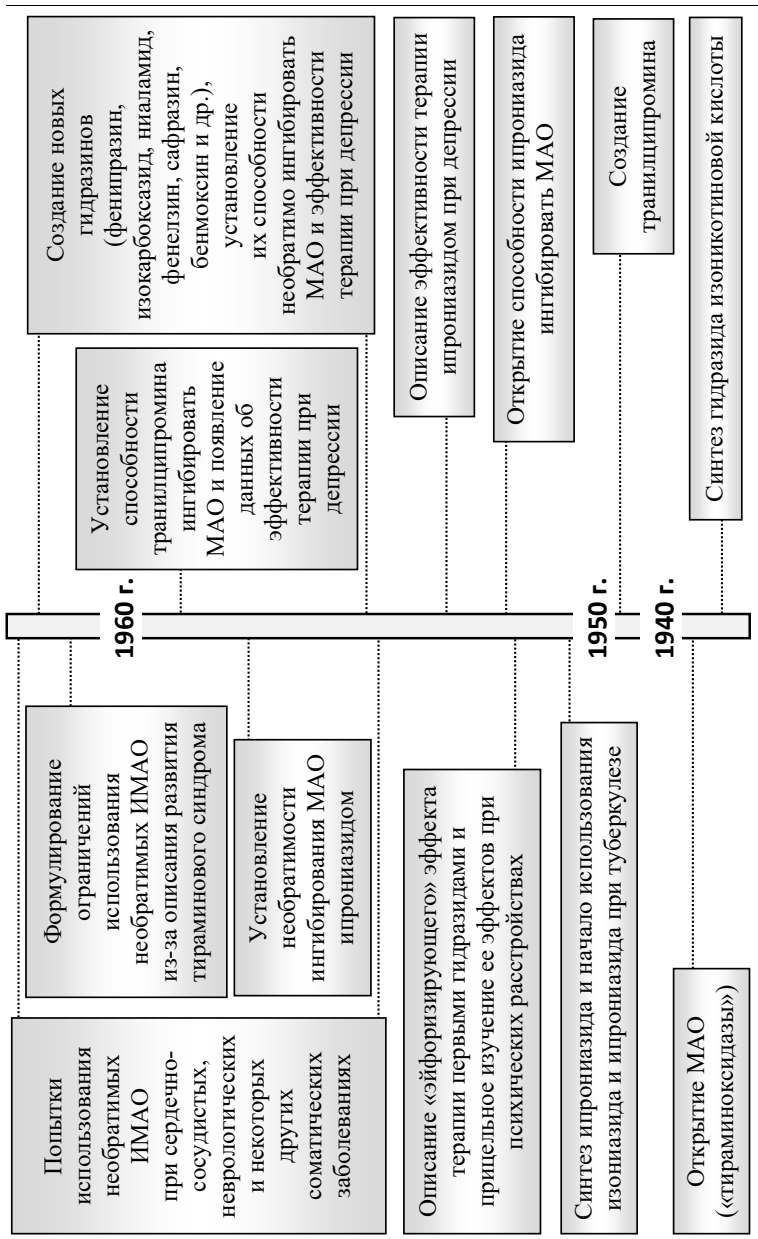 Открытие МАО
(«тираминоксидазы»)
Синтез ипрониазида и начало использования
изониазида и ипрониазида при туберкулезе
Описание «эйфоризирующего» эффекта
терапии первыми гидразидами и
прицельное изучение ее эффектов при
психических расстройствах
Попытки
использования
необратимых
ИМАО
при сердечно-
сосудистых,
неврологических
и некоторых
других
соматических
заболеваниях
Установление
необратимости
ингибирования МАО
ипрониазидом
Формулирование
ограничений
использования
необратимых ИМАО
из-за описания развития
тираминового синдрома
1940 г.
1950 г.
1960 г.
Синтез гидразида изоникотиновой кислоты
Создание
транилципромина
Открытие способности ипрониазида
ингибировать МАО
Описание эффективности терапии
ипрониазидом при депрессии
Установление
способности
транилципромина
ингибировать
МАО и появление
данных об
эффективности
терапии при
депрессии
Создание новых
гидразинов
(фенипразин,
изокарбоксазид, ниаламид,
фенелзин, сафразин,
бенмоксин и др.),
установление
их способности
необратимо ингибировать
МАО и эффективности
терапии при депрессии